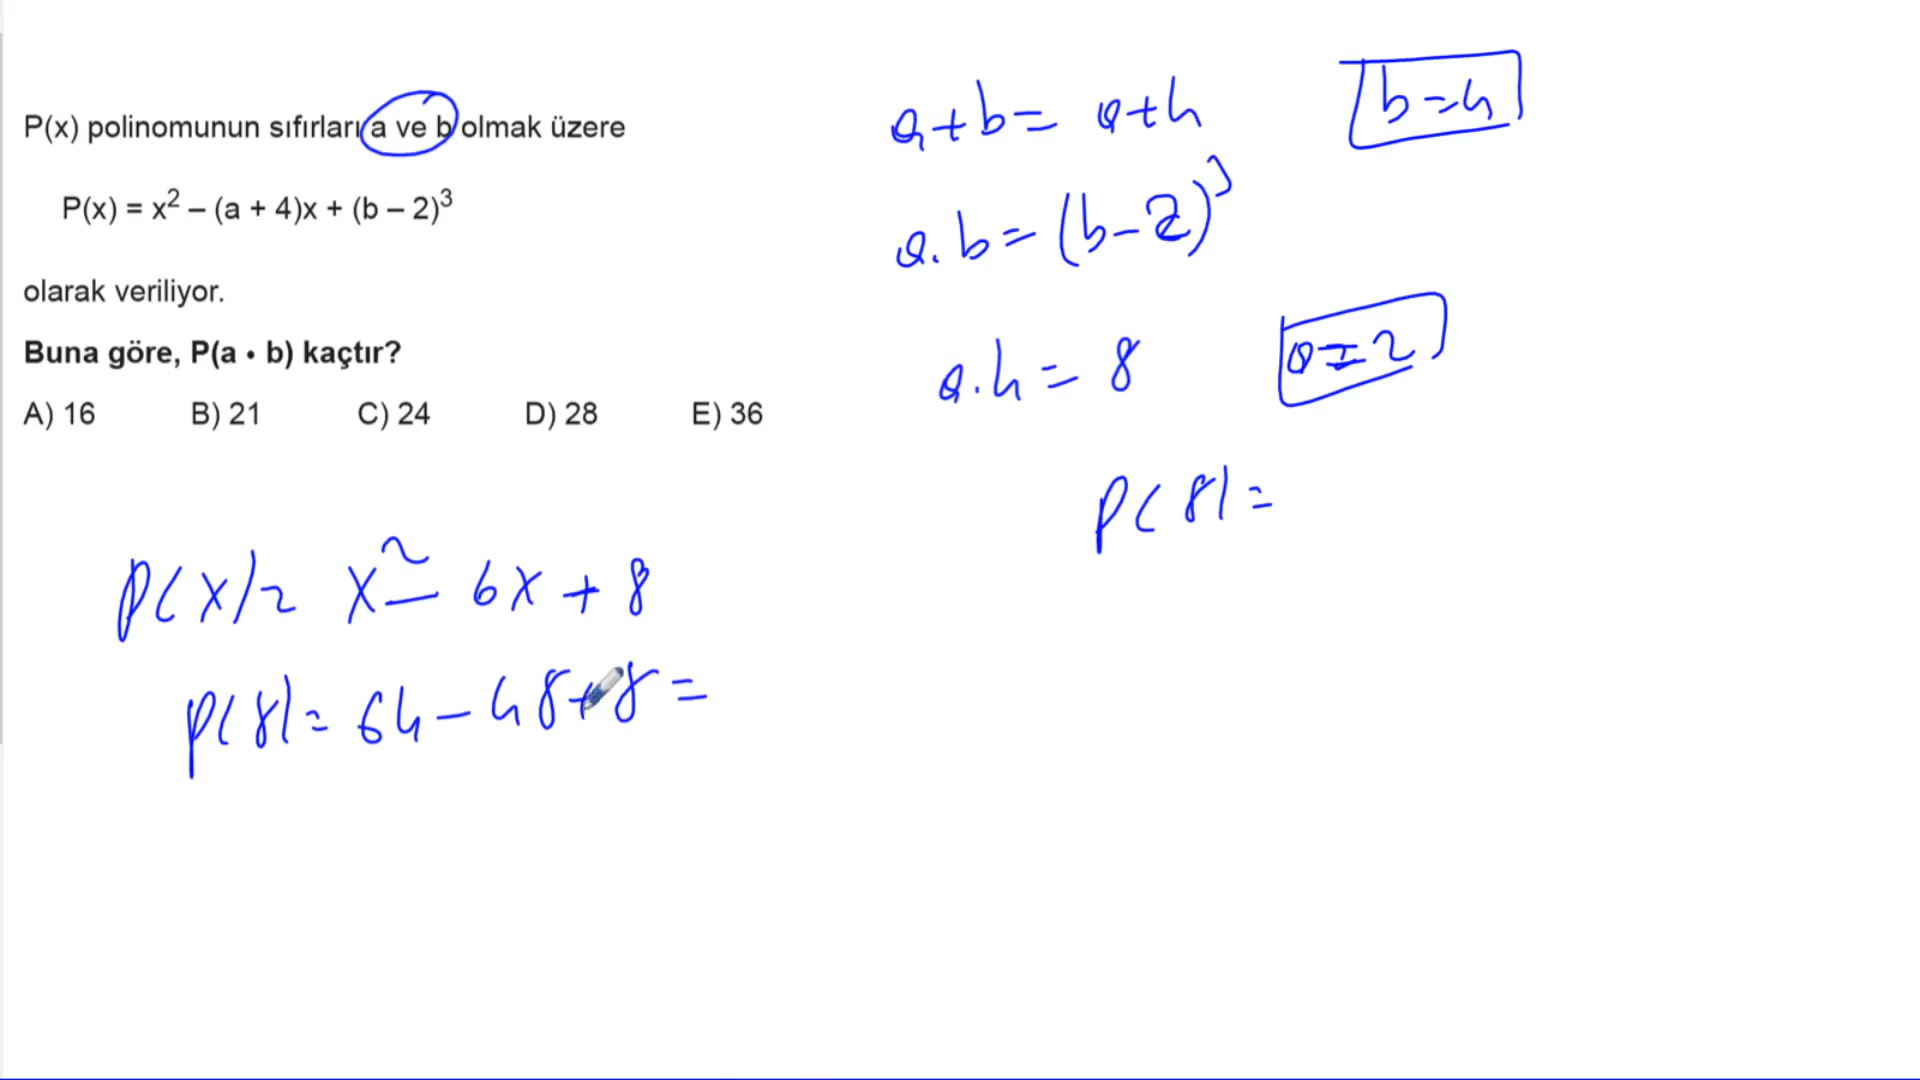 P(x) polinomunun sıfırları a ve b olmak üzere
P(x) = x² – (a + 4)x + (b – 2)³
olarak veriliyor.
Buna göre, P(a • b) kaçtır?
A) 16 B) 21 C) 24 D) 28 E) 36
a+b= a+4
b=4
a.b=(b-2)³
a.4=8
a=2
P(8)=
P(x)= x²-6x+8
P(8)=64-48+8=